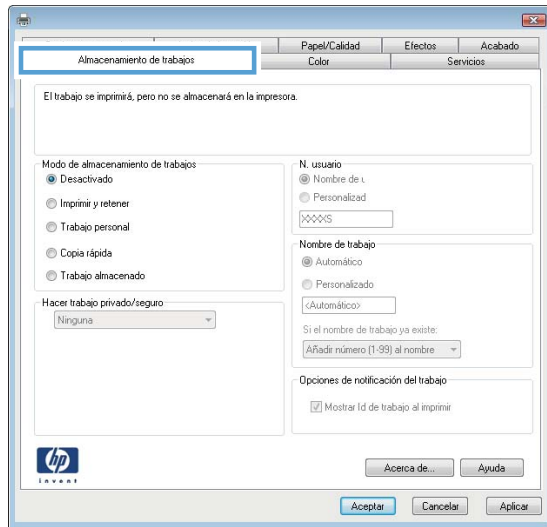 Papel/Calidad
Efectos
Acabado
Almacenamiento de trabajos
Color
Servicios
El trabajo se imprimirá, pero no se almacenará en la impresora.
Modo de almacenamiento de trabajos
Desactivado
Imprimir y retener
Trabajo personal
Copia rápida
Trabajo almacenado
Hacer trabajo privado/seguro
Ninguna
N. usuario
Nombre de
Personalizad
Nombre de trabajo
Automático
Personalizado
<Automático>
Si el nombre de trabajo ya existe:
Añadir número (1-99) al nombre
Opciones de notificación del trabajo
Mostrar Id de trabajo al imprimir
hp
invent
Acerca de...
Ayuda
Aceptar
Cancelar
Aplicar